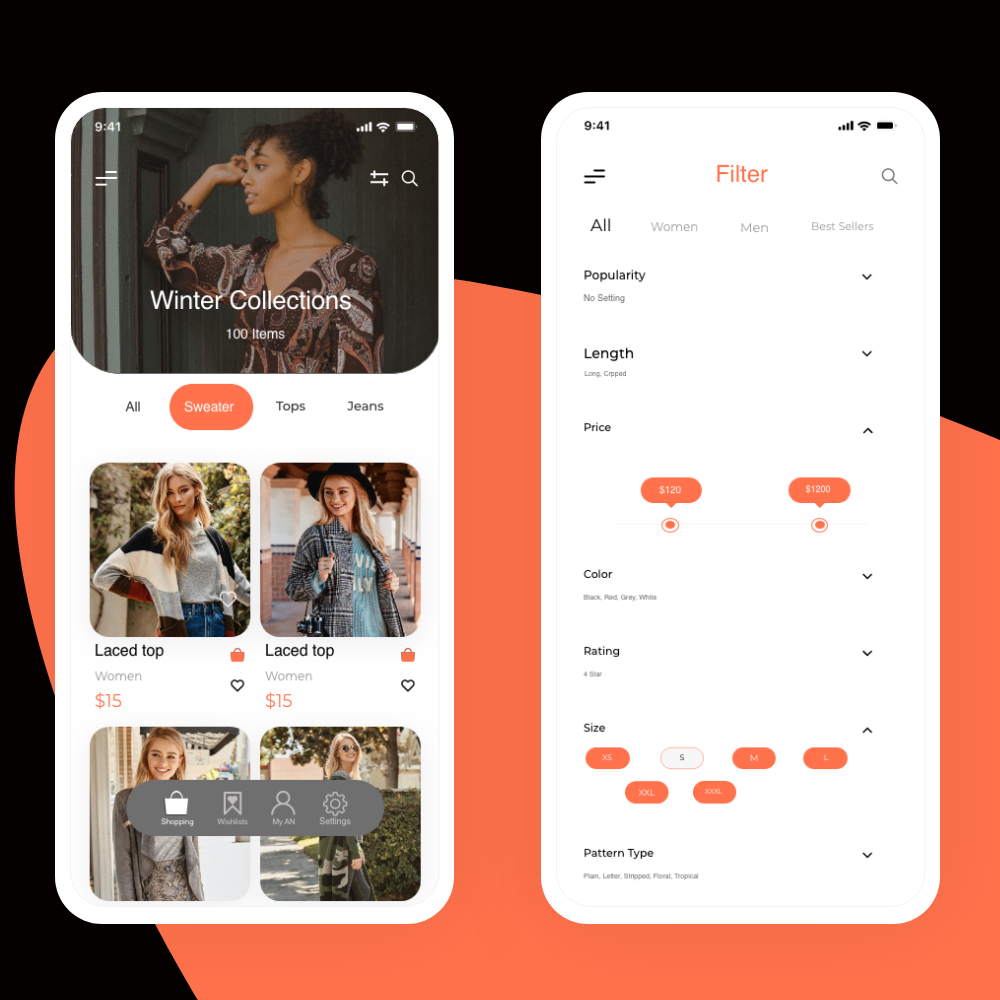 9:41
Winter Collections
100 Items
All Sweater Tops Jeans
Laced top Laced top
Women Women
$15 $15
Shopping Wishlists My AN Settings
9:41
Filter
All Women Men Best Sellers
Popularity
No Setting
Length
Long, Crpped
Price
$120 $1200
Color
Black, Red, Grey, White
Rating
4 Star
Size
XS S M L
XXL XXXL
Pattern Type
Plain, Letter, Stripped, Floral, Tropical